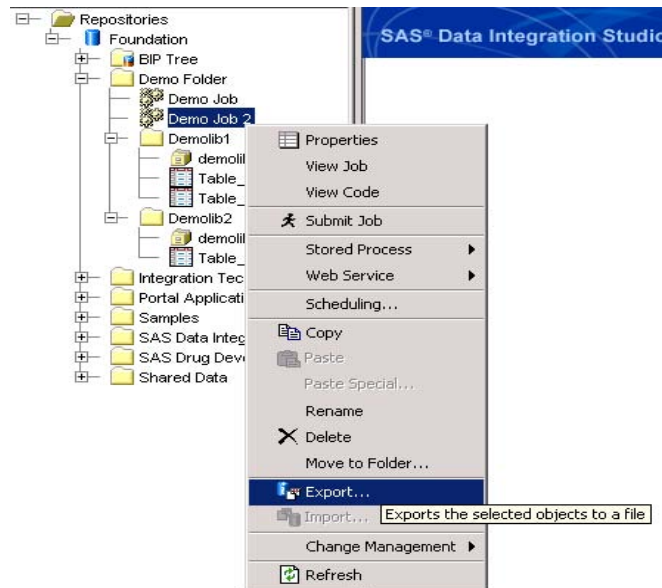 Repositories
Foundation
SAS® Data Integration Studio
BIP Tree
Demo Folder
Demo Job
Demo Job 2
Demolib1
demolil
Table_
Table_
Demolib2
demolil
Table_
Integration Tec
Portal Applicati
Samples
SAS Data Integ
SAS Drug Deve
Shared Data
Properties
View Job
View Code
Submit Job
Stored Process
Web Service
Scheduling...
Copy
Paste
Paste Special...
Rename
Delete
Move to Folder...
Export...
Import...
Exports the selected objects to a file
Change Management
Refresh